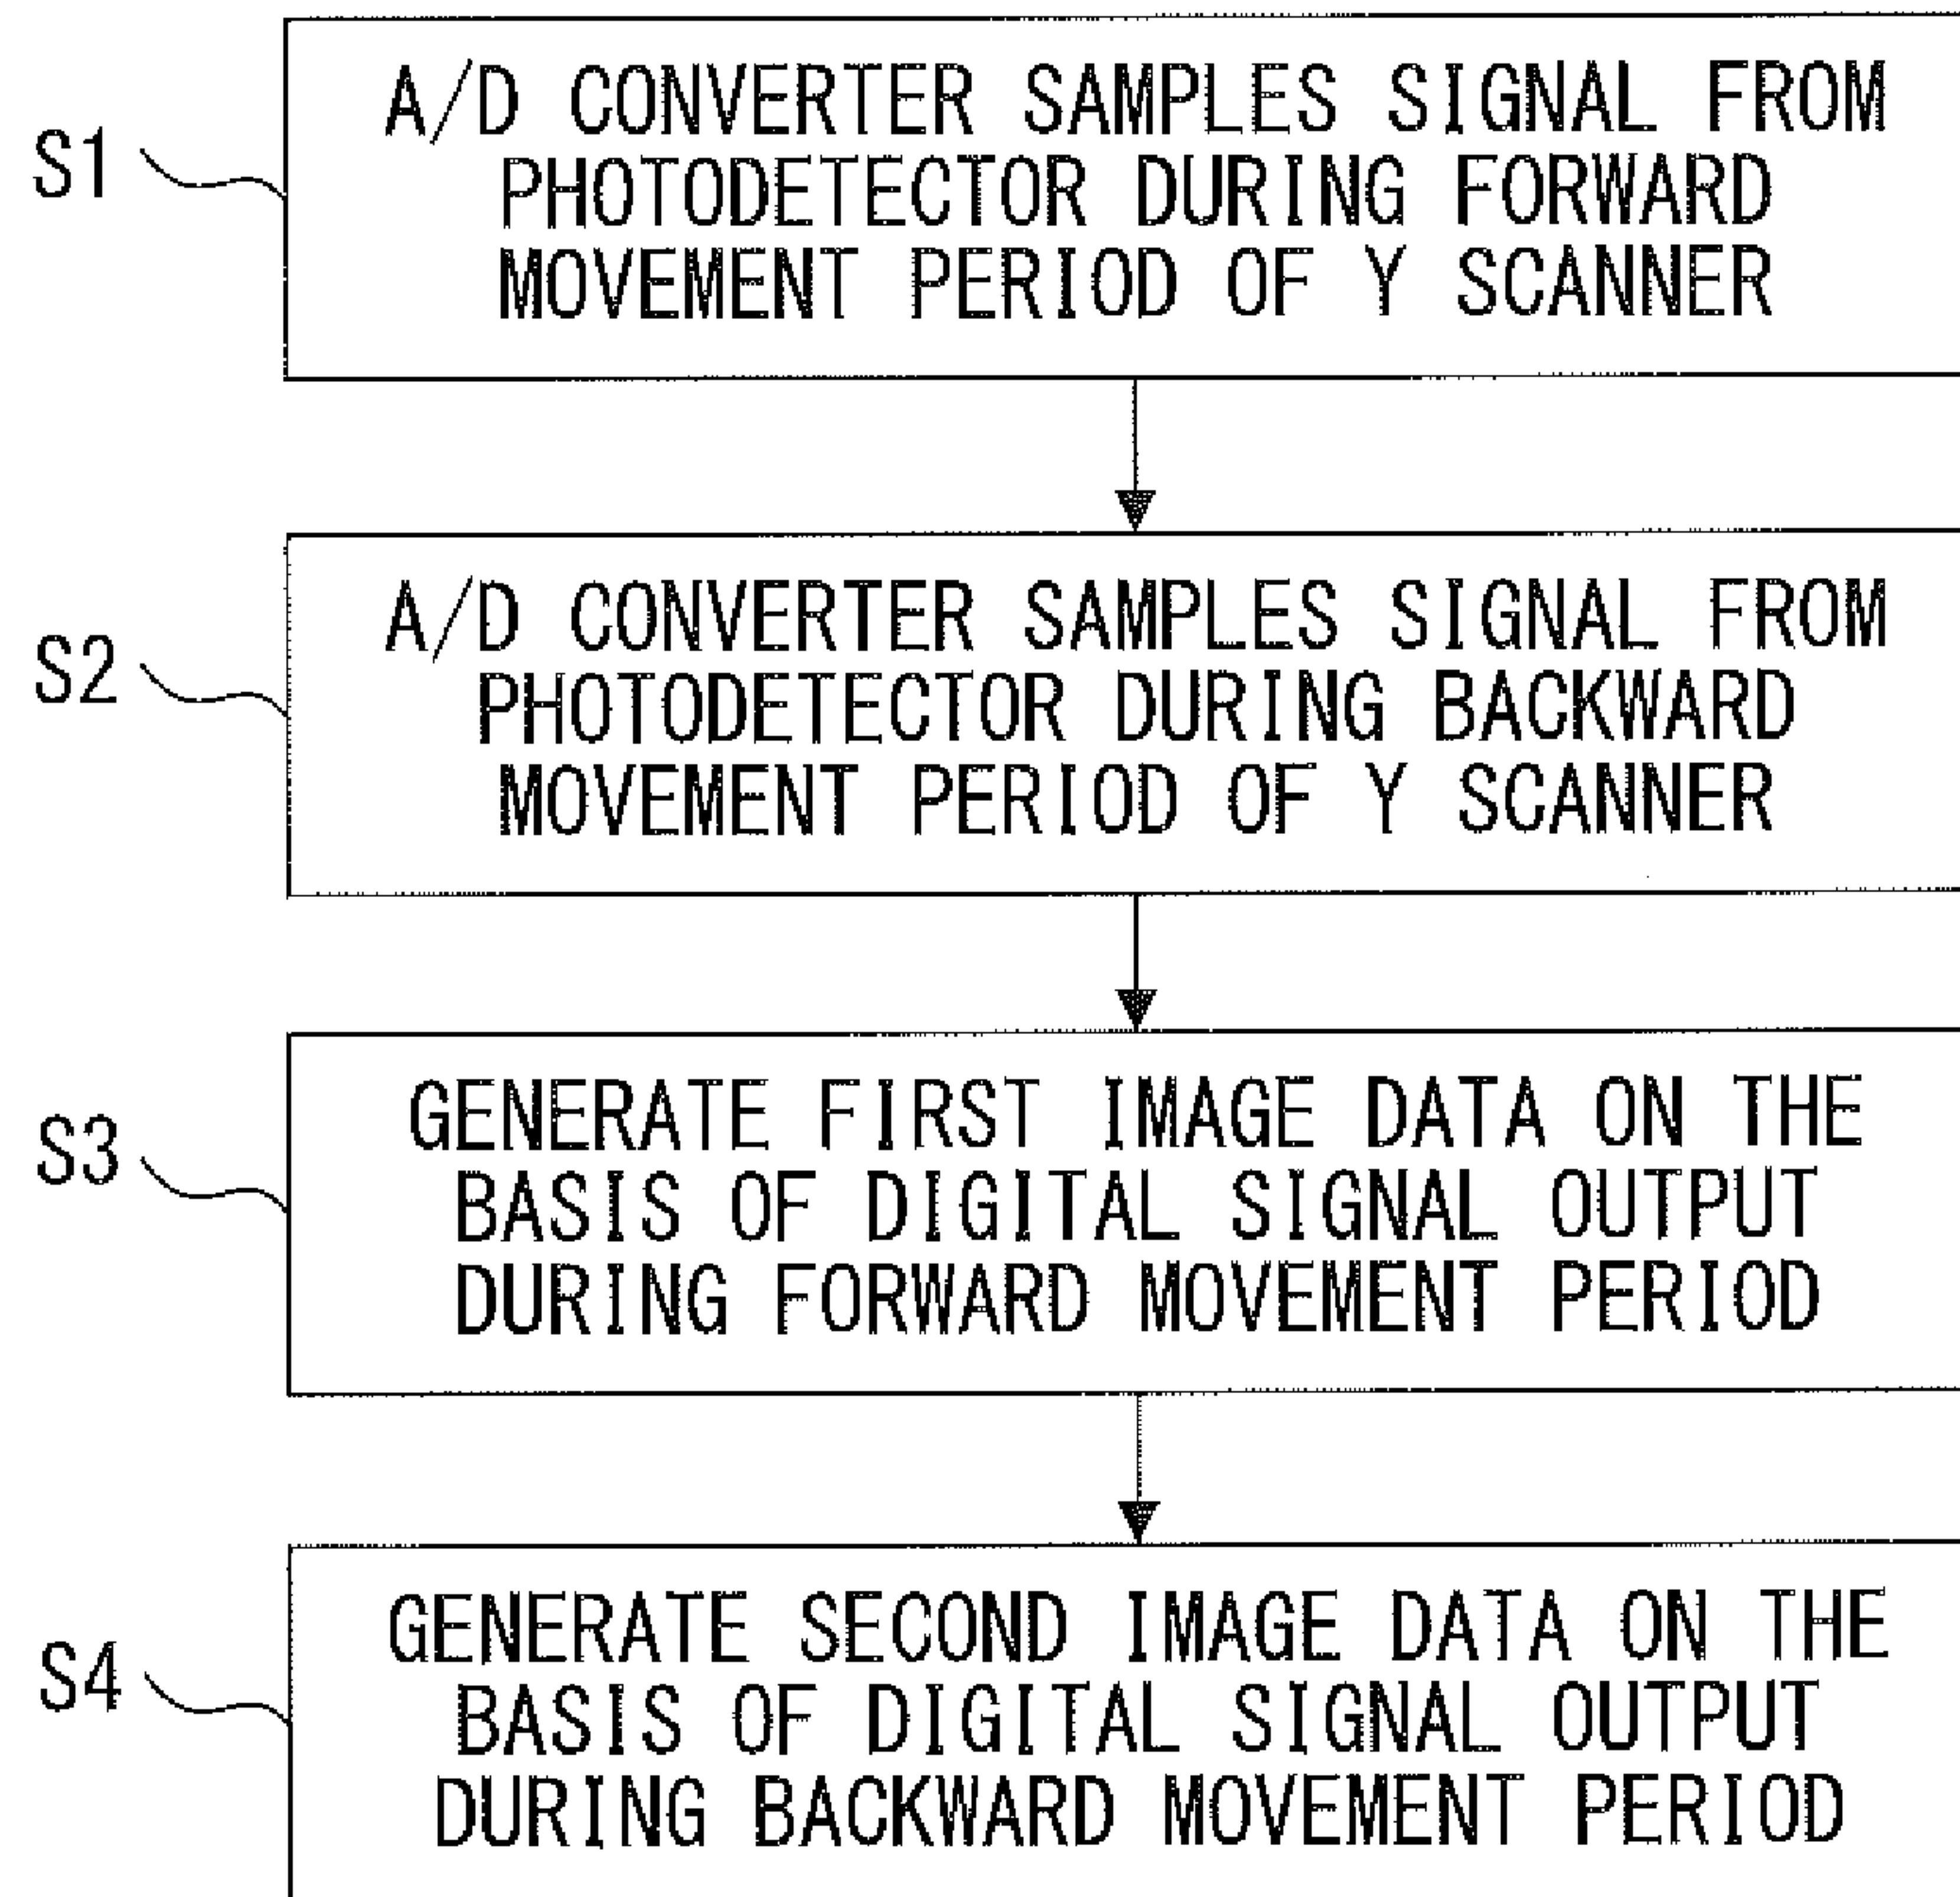 S1
A/D CONVERTER SAMPLES SIGNAL FROM
PHOTODETECTOR DURING FORWARD
MOVEMENT PERIOD OF Y SCANNER
S2
A/D CONVERTER SAMPLES SIGNAL FROM
PHOTODETECTOR DURING BACKWARD
MOVEMENT PERIOD OF Y SCANNER
S3
GENERATE FIRST IMAGE DATA ON THE
BASIS OF DIGITAL SIGNAL OUTPUT
DURING FORWARD MOVEMENT PERIOD
S4
GENERATE SECOND IMAGE DATA ON THE
BASIS OF DIGITAL SIGNAL OUTPUT
DURING BACKWARD MOVEMENT PERIOD